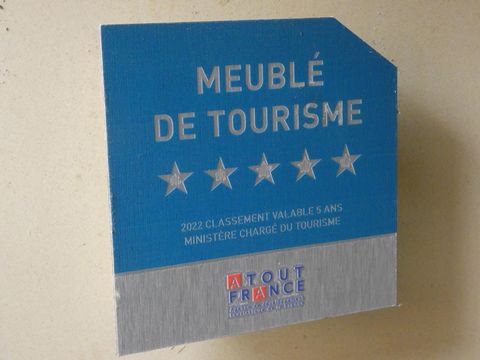 MEUBLÉ
DE TOURISME
2022 CLASSEMENT VALABLE 5 ANS
MINISTÈRE CHARGÉ DU TOURISME
ATOUT
FRANCE